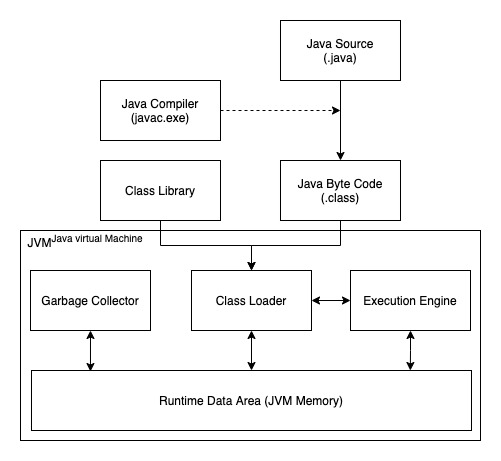 Java Source
(.java)
Java Compiler
(javac.exe)
Class Library
Java Byte Code
(.class)
JVM Java virtual Machine
Garbage Collector
Class Loader
Execution Engine
Runtime Data Area (JVM Memory)